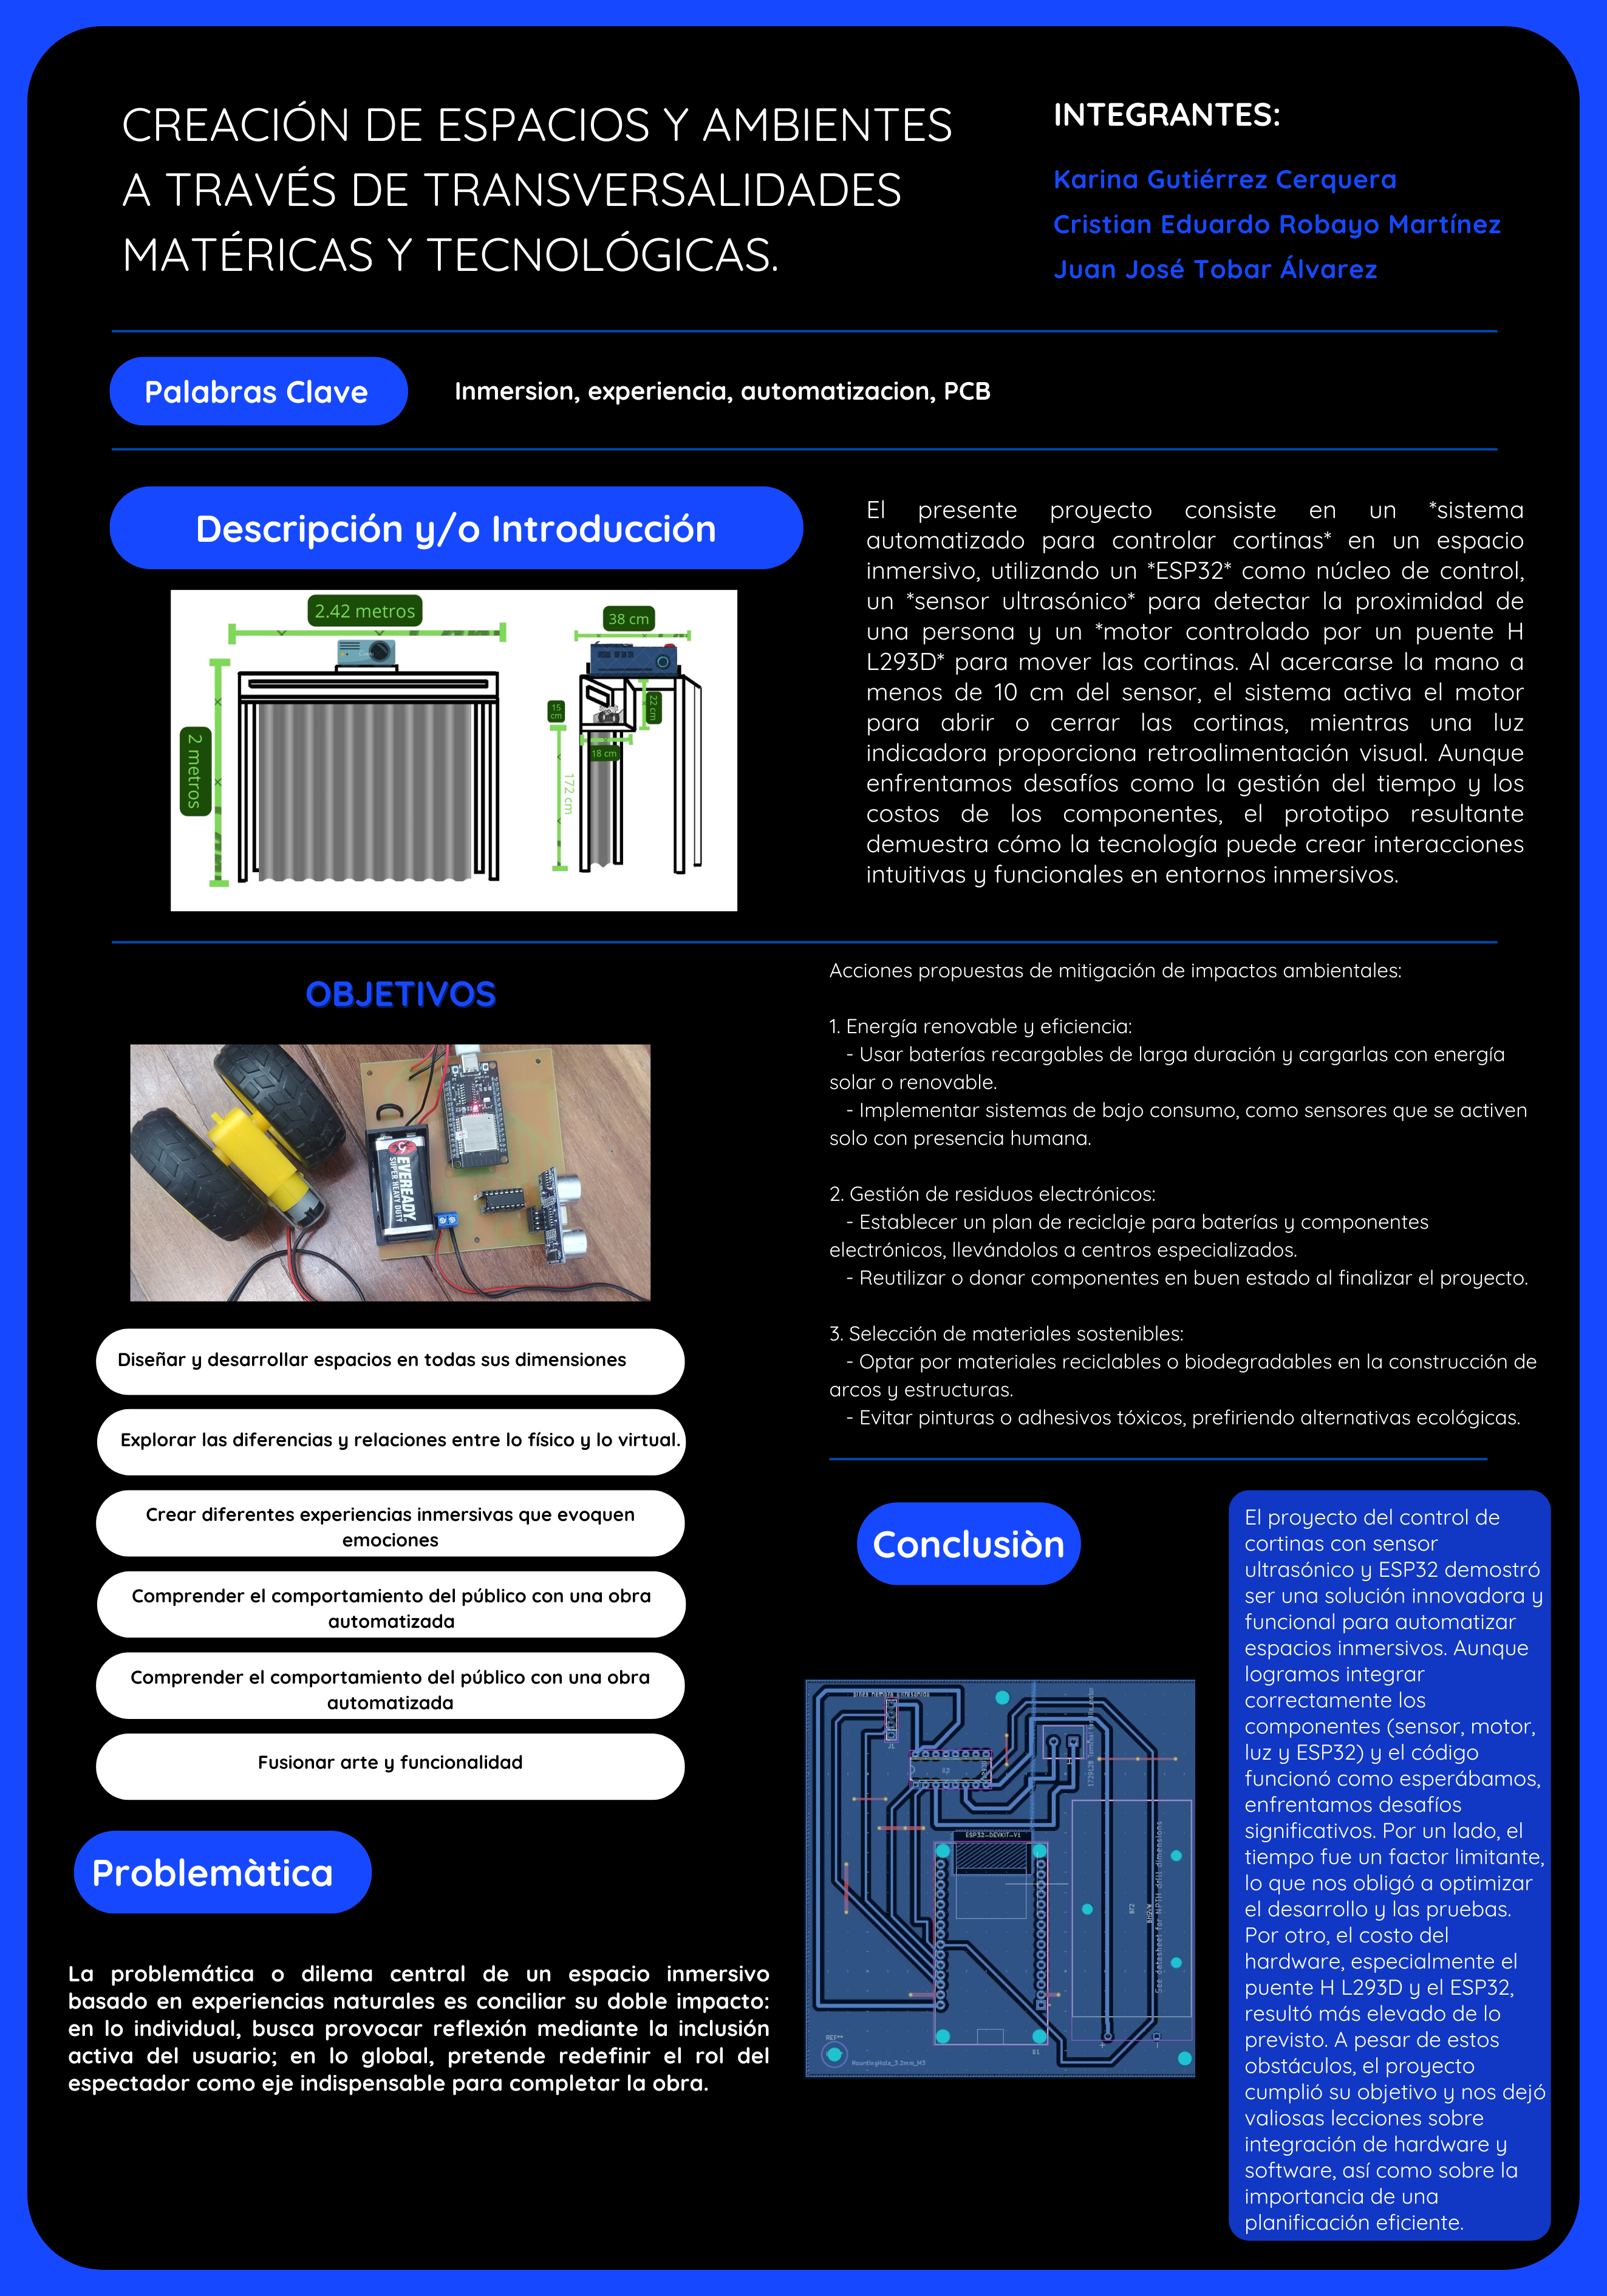 CREACIÓN DE ESPACIOS Y AMBIENTES
A TRAVÉS DE TRANSVERSALIDADES
MATÉRICAS Y TECNOLÓGICAS.
INTEGRANTES:
Karina Gutiérrez Cerquera
Cristian Eduardo Robayo Martínez
Juan José Tobar Álvarez
Palabras Clave
Inmersion, experiencia, automatizacion, PCB
Descripción y/o Introducción
2.42 metros
38 cm
2 metros
15 cm
22 cm
18 cm
172 cm
El presente proyecto consiste en un *sistema
automatizado para controlar cortinas* en un espacio
inmersivo, utilizando un *ESP32* como núcleo de control,
un *sensor ultrasónico* para detectar la proximidad de
una persona y un *motor controlado por un puente H
L293D* para mover las cortinas. Al acercarse la mano a
menos de 10 cm del sensor, el sistema activa el motor
para abrir o cerrar las cortinas, mientras una luz
indicadora proporciona retroalimentación visual. Aunque
enfrentamos desafíos como la gestión del tiempo y los
costos de los componentes, el prototipo resultante
demuestra cómo la tecnología puede crear interacciones
intuitivas y funcionales en entornos inmersivos.
OBJETIVOS
EVEREADY
SUPER HEAVY DUTY
Diseñar y desarrollar espacios en todas sus dimensiones
Explorar las diferencias y relaciones entre lo físico y lo virtual.
Crear diferentes experiencias inmersivas que evoquen
emociones
Comprender el comportamiento del público con una obra
automatizada
Comprender el comportamiento del público con una obra
automatizada
Fusionar arte y funcionalidad
Problemàtica
La problemática o dilema central de un espacio inmersivo
basado en experiencias naturales es conciliar su doble impacto:
en lo individual, busca provocar reflexión mediante la inclusión
activa del usuario; en lo global, pretende redefinir el rol del
espectador como eje indispensable para completar la obra.
Acciones propuestas de mitigación de impactos ambientales:
1. Energía renovable y eficiencia:
- Usar baterías recargables de larga duración y cargarlas con energía
solar o renovable.
- Implementar sistemas de bajo consumo, como sensores que se activen
solo con presencia humana.
2. Gestión de residuos electrónicos:
- Establecer un plan de reciclaje para baterías y componentes
electrónicos, llevándolos a centros especializados.
- Reutilizar o donar componentes en buen estado al finalizar el proyecto.
3. Selección de materiales sostenibles:
- Optar por materiales reciclables o biodegradables en la construcción de
arcos y estructuras.
- Evitar pinturas o adhesivos tóxicos, prefiriendo alternativas ecológicas.
Conclusiòn
ESP32-DEVKIT-V1
See datasheet for NPTH drill dimensions
REF**
MountingHole_3.2mm_M3
El proyecto del control de
cortinas con sensor
ultrasónico y ESP32 demostró
ser una solución innovadora y
funcional para automatizar
espacios inmersivos. Aunque
logramos integrar
correctamente los
componentes (sensor, motor,
luz y ESP32) y el código
funcionó como esperábamos,
enfrentamos desafíos
significativos. Por un lado, el
tiempo fue un factor limitante,
lo que nos obligó a optimizar
el desarrollo y las pruebas.
Por otro, el costo del
hardware, especialmente el
puente H L293D y el ESP32,
resultó más elevado de lo
previsto. A pesar de estos
obstáculos, el proyecto
cumplió su objetivo y nos dejó
valiosas lecciones sobre
integración de hardware y
software, así como sobre la
importancia de una
planificación eficiente.